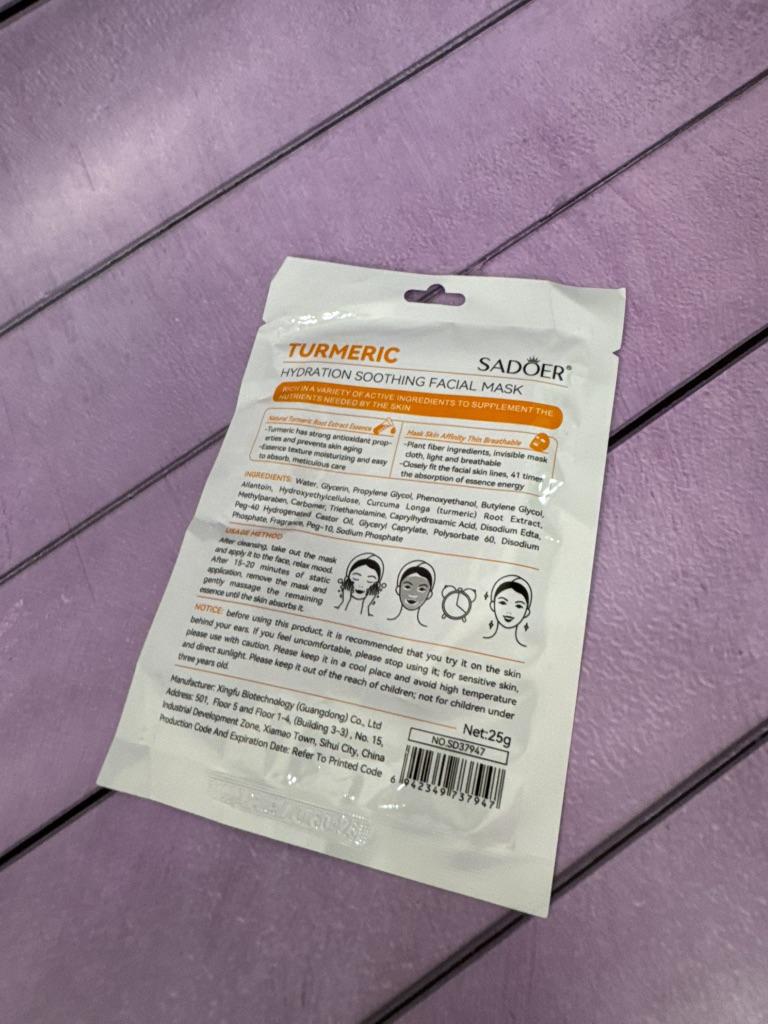 TURMERIC
SADOER®
HYDRATION SOOTHING FACIAL MASK
RICH IN A VARIETY OF ACTIVE INGREDIENTS TO SUPPLEMENT THE
NUTRIENTS NEEDED BY THE SKIN
Natural Turmeric Root Extract Essence
-Turmeric has strong antioxidant prop-
erties and prevents skin aging
-Essence texture moisturizing and easy
to absorb, meticulous care
Mask Skin Affinity Thin Breathable
-Plant fiber ingredients, invisible mask
cloth, light and breathable
-Closely fit the facial skin lines, 41 times
the absorption of essence energy
INGREDIENTS: Water, Glycerin, Propylene Glycol, Phenoxyethanol, Butylene Glycol,
Allantoin, Hydroxyethylcellulose, Curcuma Longa (turmeric) Root Extract,
Methylparaben, Carbomer, Triethanolamine, Caprylhydroxamic Acid, Disodium Edta,
Peg-40 Hydrogenated Castor Oil, Glyceryl Caprylate, Polysorbate 60, Disodium
Phosphate, Fragrance, Peg-10, Sodium Phosphate
USAGE METHOD
After cleansing, take out the mask
and apply it to the face, relax mood.
After 15-20 minutes of static
application, remove the mask and
gently massage the remaining
essence until the skin absorbs it.
NOTICE: before using this product, it is recommended that you try it on the skin
behind your ears. If you feel uncomfortable, please stop using it; for sensitive skin,
please use with caution. Please keep it in a cool place and avoid high temperature
and direct sunlight. Please keep it out of the reach of children; not for children under
three years old.
Manufacturer: Xingfu Biotechnology (Guangdong) Co., Ltd
Address: 501, Floor 5 and Floor 1-4, (Building 3-3) , No. 15,
Industrial Development Zone, Xiamao Town, Sihui City, China
Production Code And Expiration Date: Refer To Printed Code
Net:25g
NO.SD37947
6 942349 737947